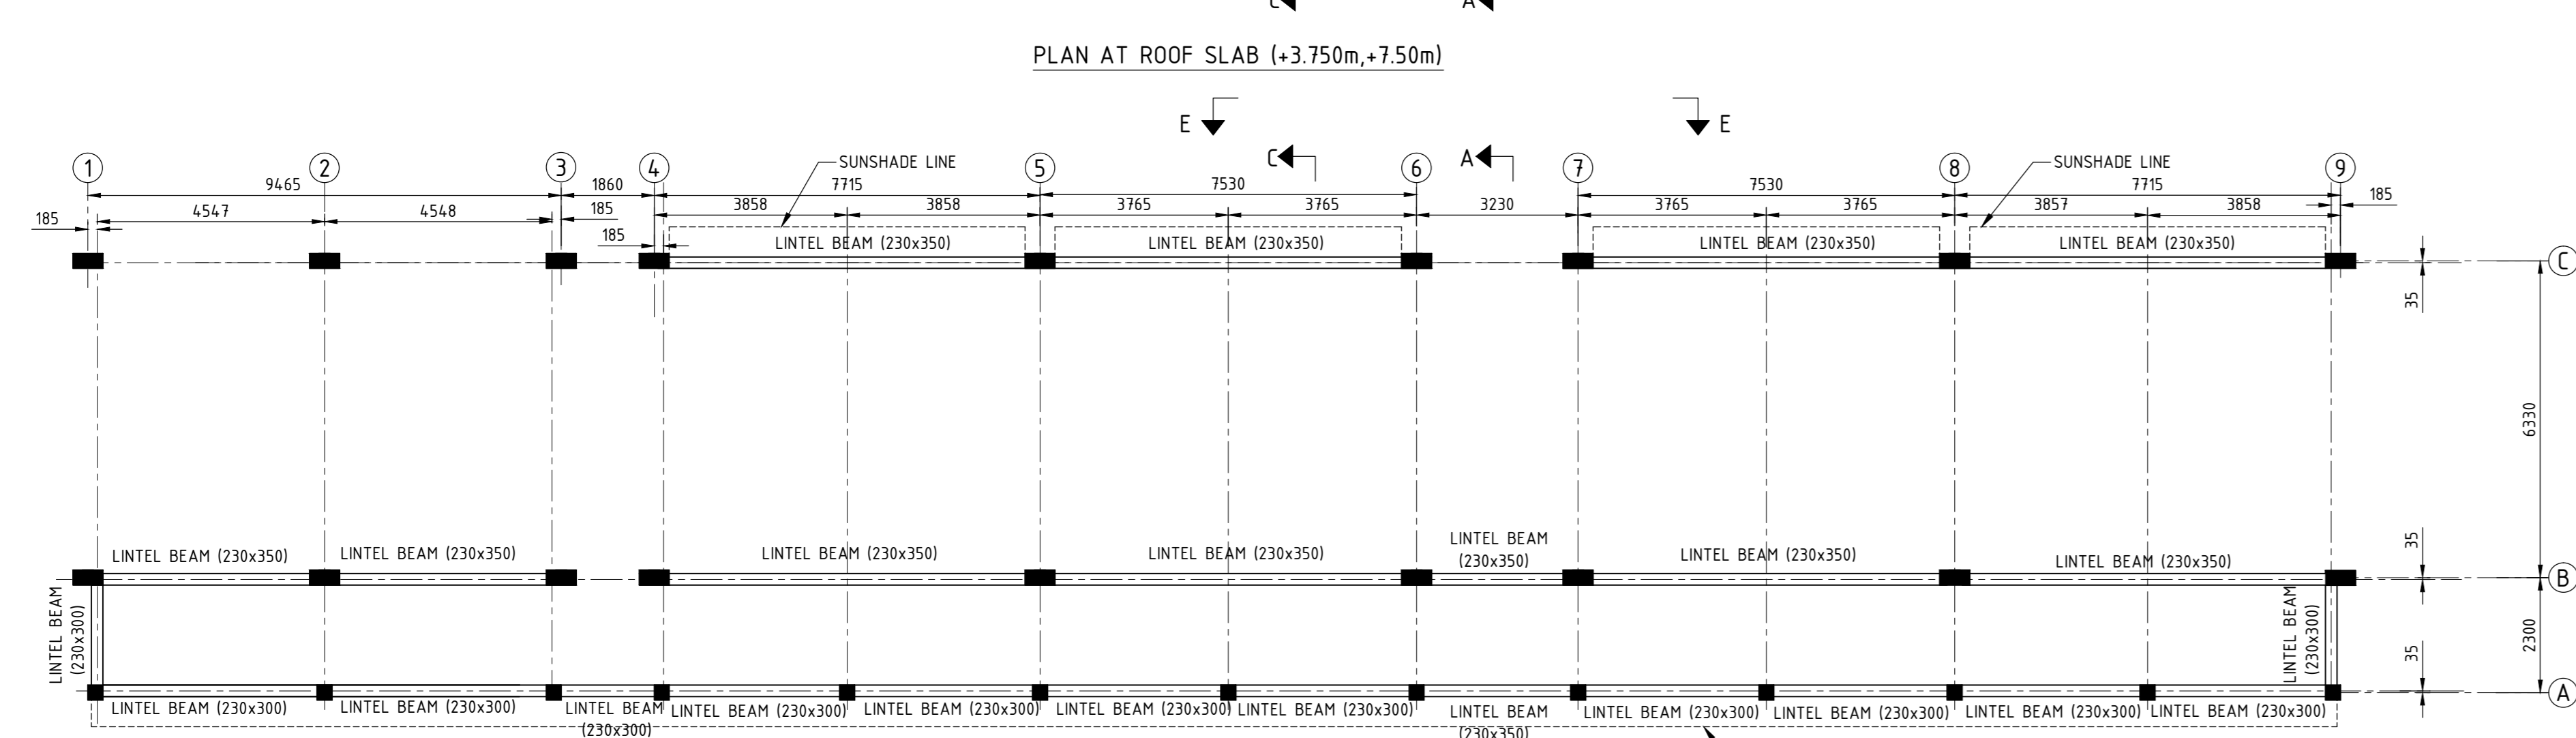 C A
PLAN AT ROOF SLAB (+3.750m,+7.50m)
E E
C A
1 2 3 4 5 6 7 8 9
SUNSHADE LINE SUNSHADE LINE
9465 1860 7715 7530 7530 7715
185 4547 4548 185 3858 3858 3765 3765 3230 3765 3765 3857 3858 185
185
LINTEL BEAM (230x350) LINTEL BEAM (230x350) LINTEL BEAM (230x350) LINTEL BEAM (230x350)
C
35
6330
LINTEL BEAM (230x350) LINTEL BEAM (230x350) LINTEL BEAM (230x350) LINTEL BEAM (230x350) LINTEL BEAM LINTEL BEAM (230x350) LINTEL BEAM (230x350)
(230x350)
35
B
LINTEL BEAM
(230x300)
LINTEL BEAM
(230x300)
2300
35
A
LINTEL BEAM (230x300) LINTEL BEAM (230x300) LINTEL BEAM LINTEL BEAM (230x300) LINTEL BEAM (230x300) LINTEL BEAM (230x300) LINTEL BEAM (230x300) LINTEL BEAM LINTEL BEAM (230x300) LINTEL BEAM (230x300) LINTEL BEAM (230x300) LINTEL BEAM (230x300)
(230x300) (230x350)